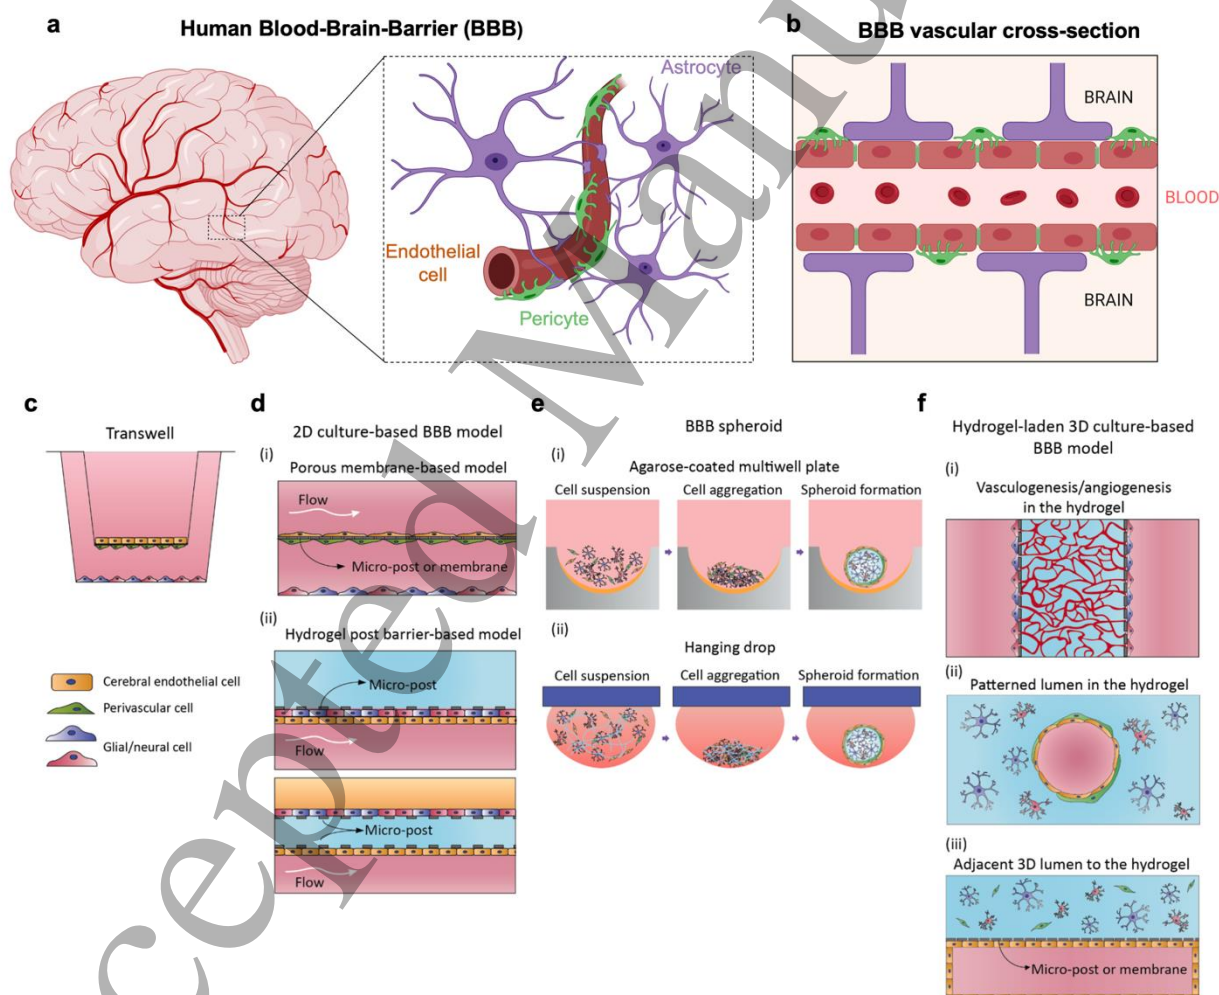 a
Human Blood-Brain-Barrier (BBB)
Astrocyte
Endothelial
cell
Pericyte
b
BBB vascular cross-section
BRAIN
BLOOD
BRAIN
c
Transwell
Cerebral endothelial cell
Perivascular cell
Glial/neural cell
d
2D culture-based BBB model
(i)
Porous membrane-based model
Flow
Micro-post or membrane
(ii)
Hydrogel post barrier-based model
Micro-post
Flow
Micro-post
Flow
e
BBB spheroid
(i)
Agarose-coated multiwell plate
Cell suspension
Cell aggregation
Spheroid formation
(ii)
Hanging drop
Cell suspension
Cell aggregation
Spheroid formation
f
Hydrogel-laden 3D culture-based
BBB model
(i)
Vasculogenesis/angiogenesis
in the hydrogel
(ii)
Patterned lumen in the hydrogel
(iii)
Adjacent 3D lumen to the hydrogel
Micro-post or membrane
cepted Manu